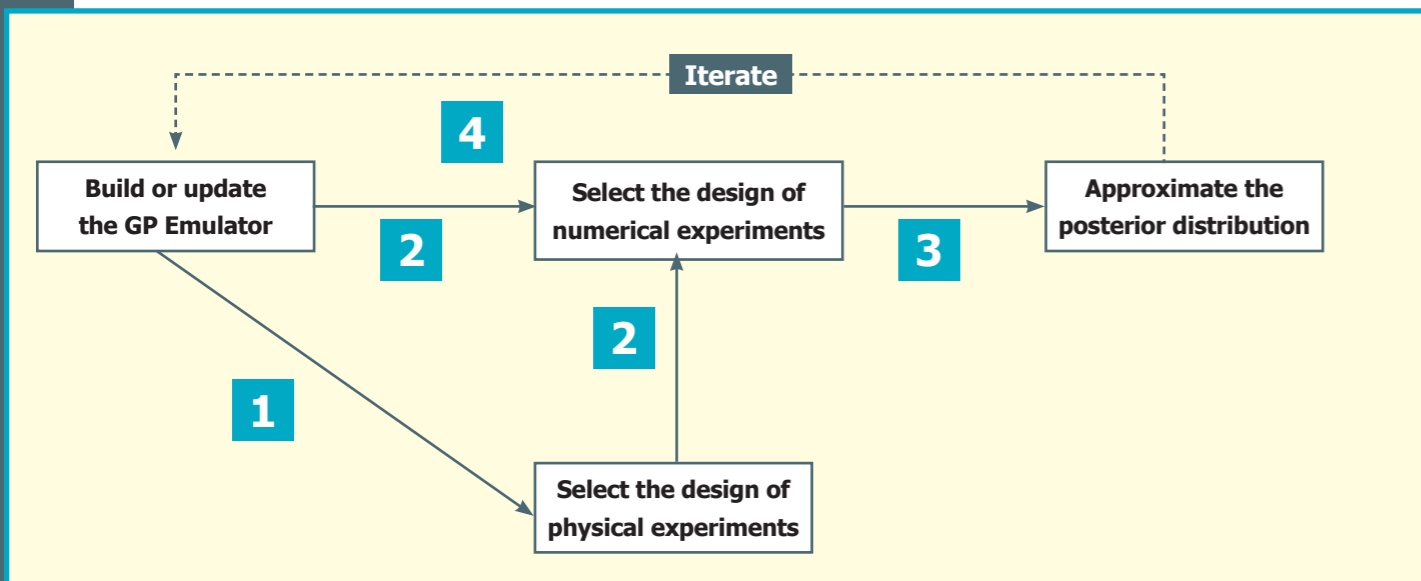 Iterate
4
Build or update
the GP Emulator
2
Select the design of
numerical experiments
3
Approximate the
posterior distribution
2
1
Select the design of
physical experiments